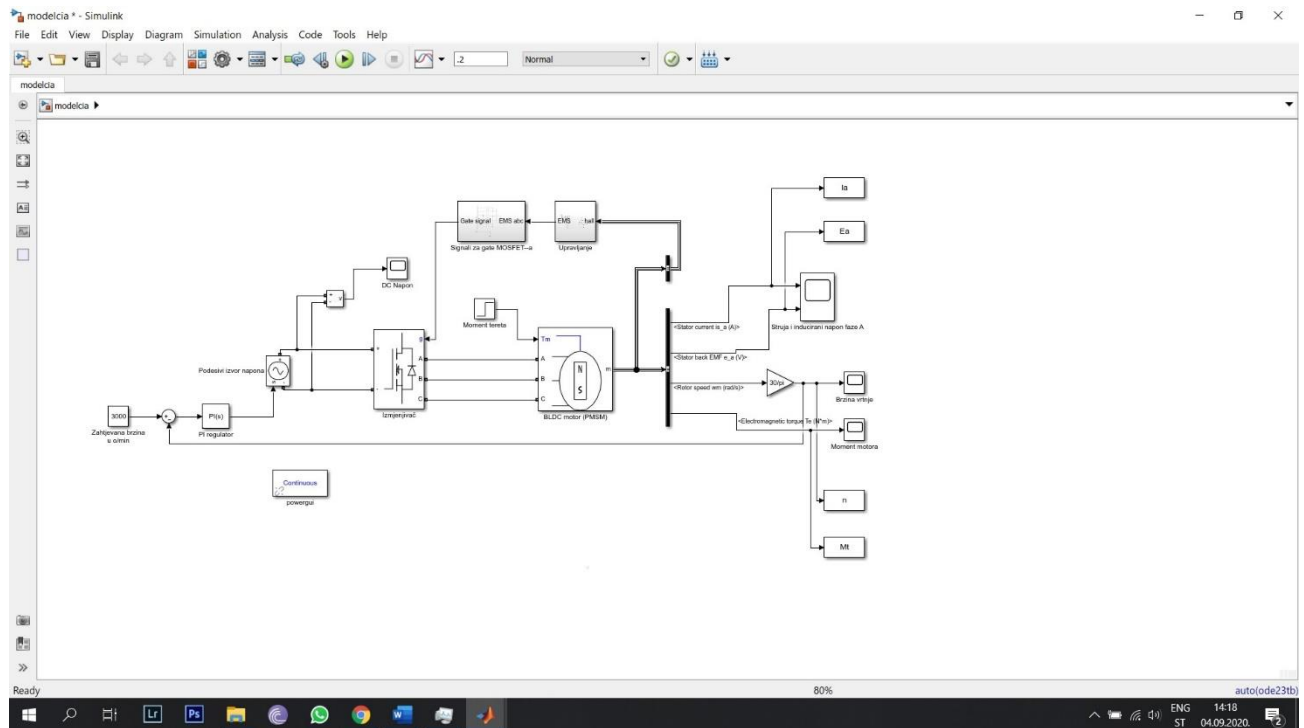 modelcia * - Simulink
File Edit View Display Diagram Simulation Analysis Code Tools Help
.2
Normal
modelcia
modelcia
Ia
Ea
Gate signal EMS abc
EMS hall
Signali za gate MOSFET--a
Upravljanje
DC Napon
+
-
v
Moment tereta
Struja i inducirani napon faze A
<Stator current is_a (A)>
<Stator back EMF e_a (V)>
<Rotor speed wm (rad/s)>
<Electromagnetic torque Te (N*m)>
Podesivi izvor napona
+
-
g
A
B
C
Izmjenjivač
Tm
A
B
C
N
S
m
BLDC motor (PMSM)
30/pi
Brzina vrtnje
Moment motora
3000
Zahtjevana brzina
u o/min
PI(s)
PI regulator
Continuous
powergui
n
Mt
Ready
80%
auto(ode23tb)
Lr
Ps
W
ENG
ST
14:18
04.09.2020.
2